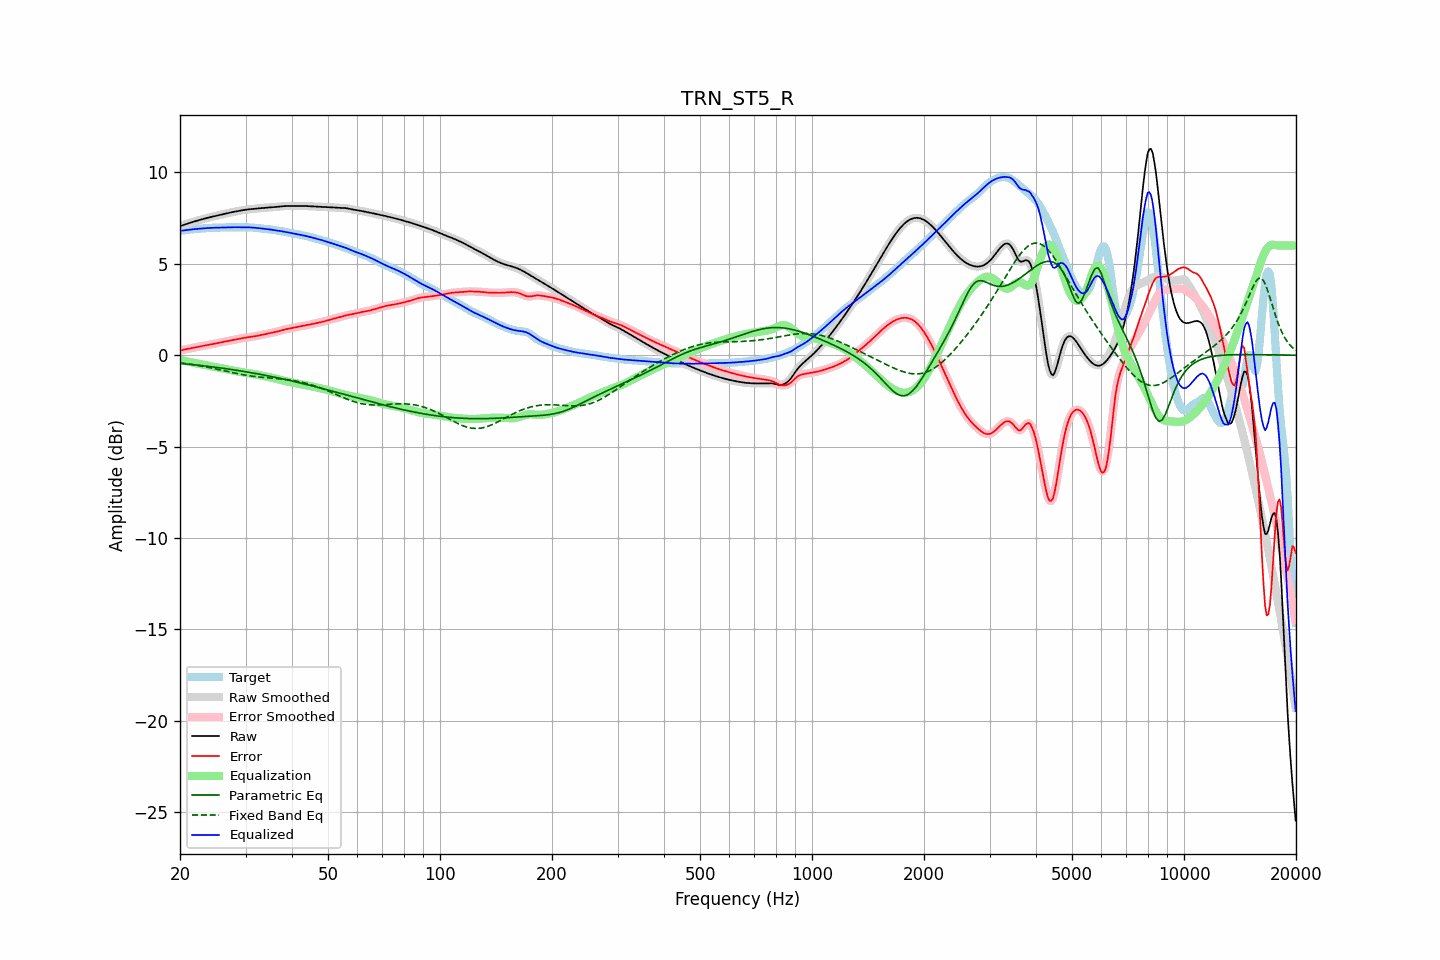 TRN_ST5_R
Amplitude (dBr)
10
5
0
−5
−10
−15
−20
−25
Target
Raw Smoothed
Error Smoothed
Raw
Error
Equalization
Parametric Eq
Fixed Band Eq
Equalized
20 50 100 200 500 1000 2000 5000 10000 20000
Frequency (Hz)